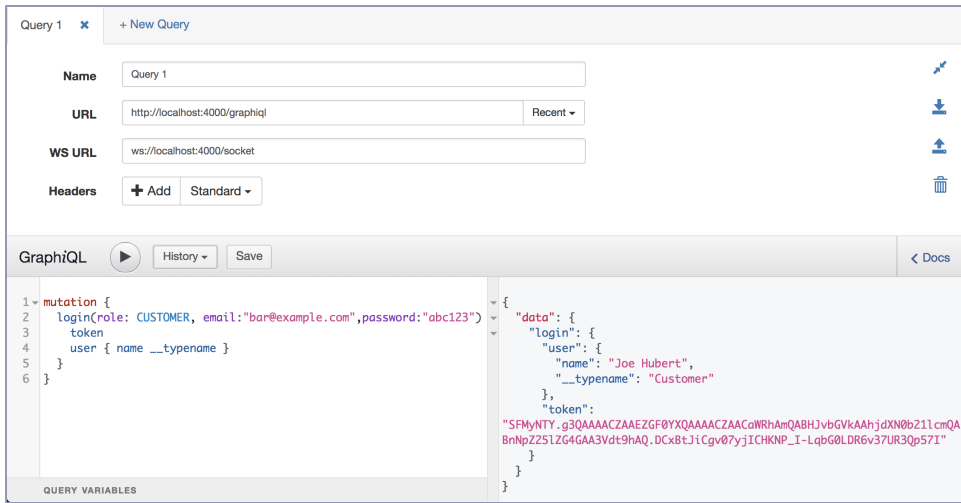 Query 1 ✖ + New Query
Name Query 1
URL http://localhost:4000/graphiql Recent
WS URL ws://localhost:4000/socket
Headers + Add Standard
GraphiQL History Save < Docs
1 mutation {
2 login(role: CUSTOMER, email:"bar@example.com",password:"abc123")
3 token
4 user { name __typename }
5 }
6 }
{
"data": {
"login": {
"user": {
"name": "Joe Hubert",
"__typename": "Customer"
},
"token":
"SFMyNTY.g3QAAAACZAAEZGF0YXQAAAACZAACaWRhAmQABHJvbGVkAAhjdXN0b21lcmQA
BnNpZ25lZG4GAA3Vdt9hAQ.DCxBtJiCgv07yjICHKNP_I-LqbG0LDR6v37UR3Qp57I"
}
}
}
QUERY VARIABLES